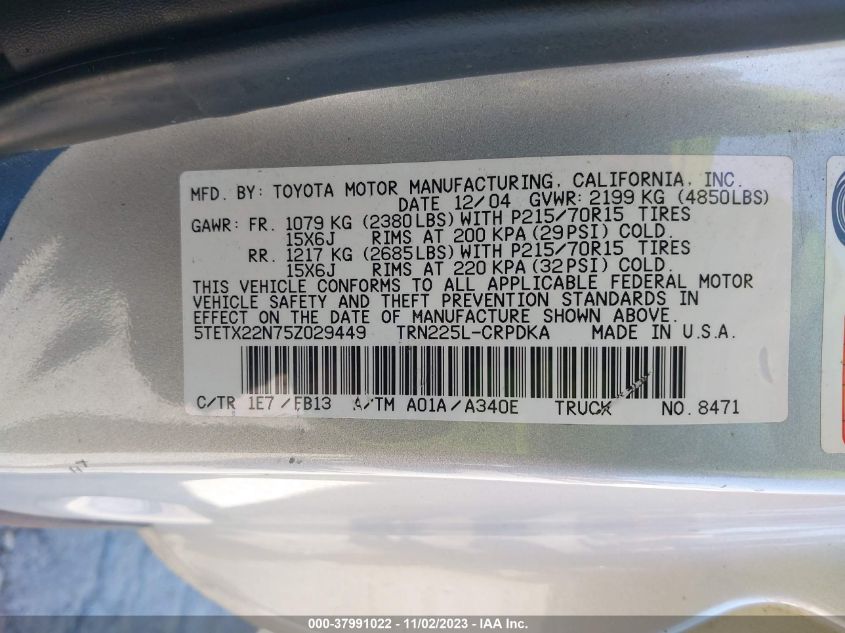 MFD. BY: TOYOTA MOTOR MANUFACTURING, CALIFORNIA, INC.
DATE 12/04 GVWR: 2199 KG (4850LBS)
GAWR: FR. 1079 KG (2380LBS) WITH P215/70R15 TIRES
15X6J RIMS AT 200 KPA (29PSI) COLD.
RR. 1217 KG (2685LBS) WITH P215/70R15 TIRES
15X6J RIMS AT 220 KPA (32PSI) COLD.
THIS VEHICLE CONFORMS TO ALL APPLICABLE FEDERAL MOTOR
VEHICLE SAFETY AND THEFT PREVENTION STANDARDS IN
EFFECT ON THE DATE OF MANUFACTURE SHOWN ABOVE.
5TETX22N75Z029449 TRN225L-CRPDKA MADE IN U.S.A.
C/TR 1E7/FB13 A/TM A01A/A340E TRUCK NO. 8471
000-37991022 - 11/02/2023 - IAA Inc.